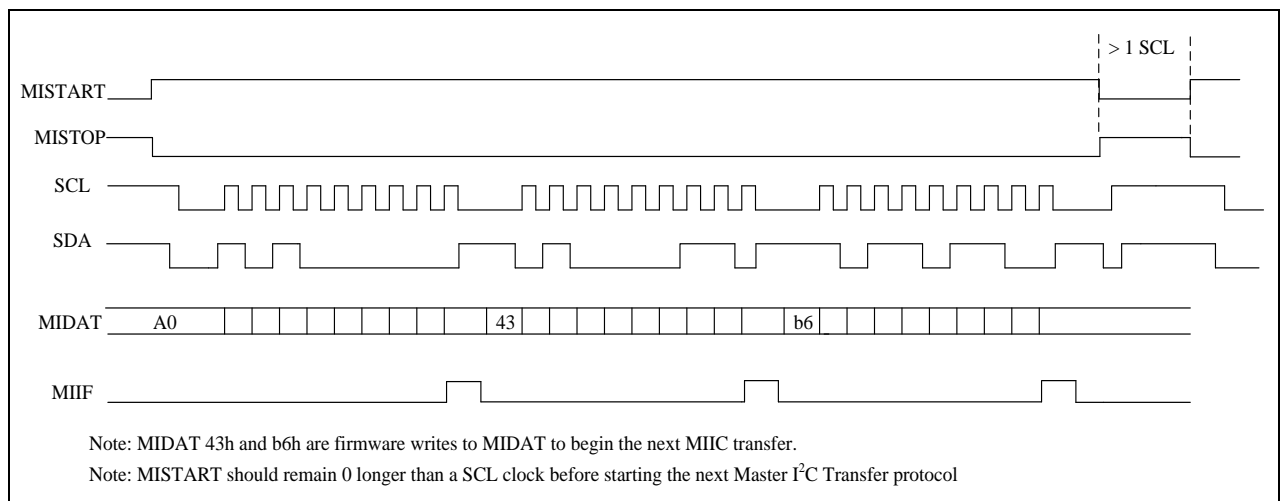 > 1 SCL
MISTART
MISTOP
SCL
SDA
MIDAT A0 43 b6
MIIF
Note: MIDAT 43h and b6h are firmware writes to MIDAT to begin the next MIIC transfer.
Note: MISTART should remain 0 longer than a SCL clock before starting the next Master I²C Transfer protocol